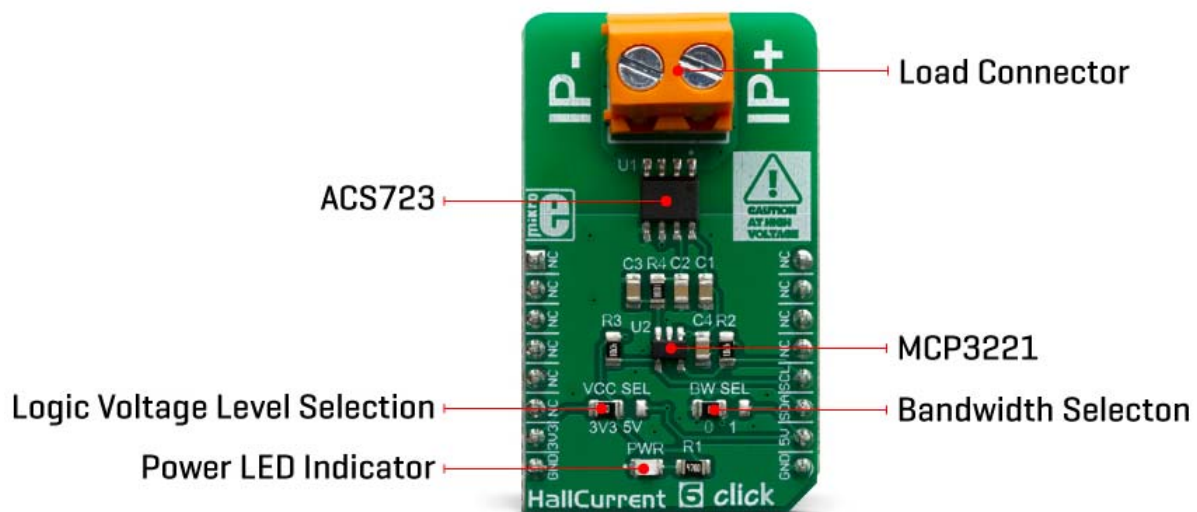 IP-
IP+
Load Connector
U1
ACS723
CAUTION
AT HIGH
VOLTAGE
mikro
NC
NC
C3 R4 C2 C1
NC
NC
NC
NC
R3
U2
C4 R2
NC
NC
MCP3221
NC
SCL
VCC SEL
BW SEL
Logic Voltage Level Selection
NC
SDA
Bandwidth Selecton
3V3 5V
0 1
3V3
5V
PWR
R1
Power LED Indicator
GND
4700
GND
HallCurrent 6 click